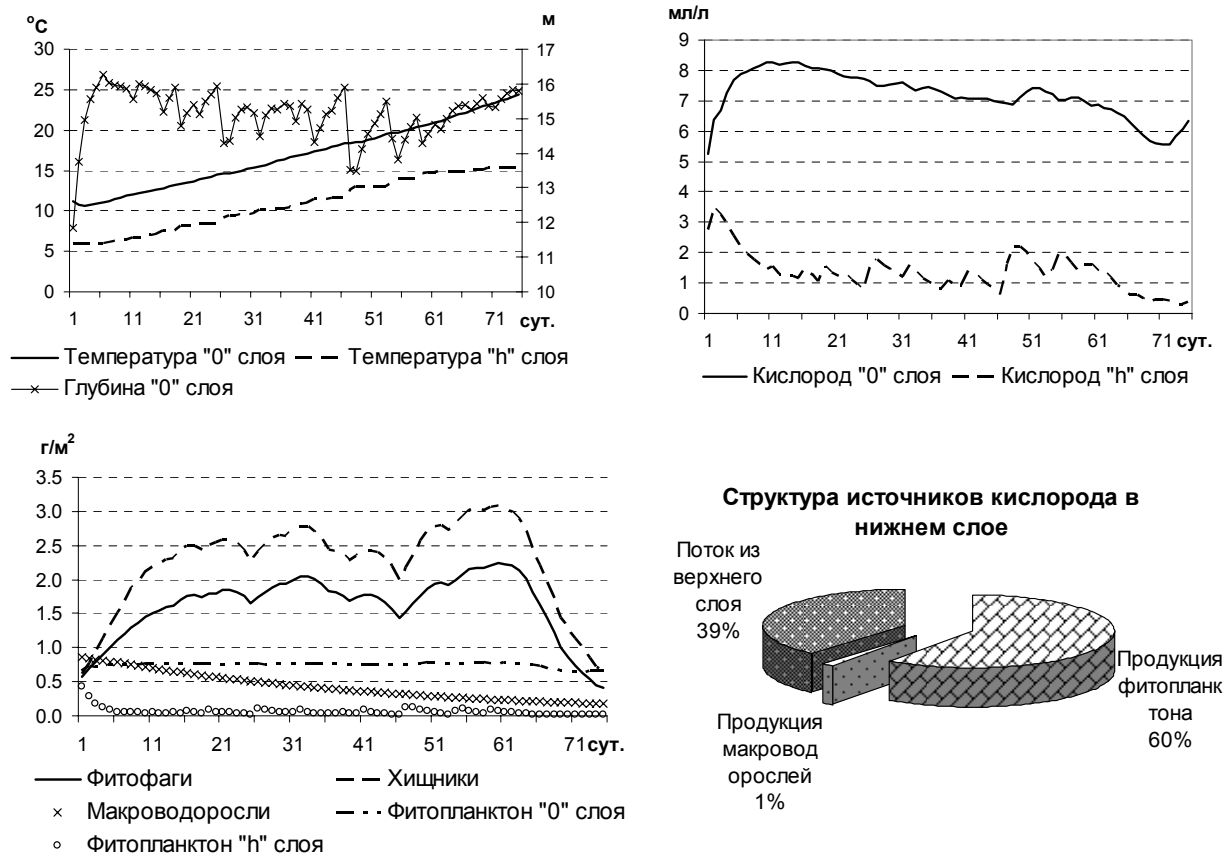 °C
м
30
25
20
15
10
5
0
17
16
15
14
13
12
11
10
1 11 21 31 41 51 61 71 сут.
Температура "0" слоя
Температура "h" слоя
Глубина "0" слоя
мл/л
9
8
7
6
5
4
3
2
1
0
1 11 21 31 41 51 61 71 сут.
Кислород "0" слоя
Кислород "h" слоя
г/м²
3.5
3.0
2.5
2.0
1.5
1.0
0.5
0.0
1 11 21 31 41 51 61 71 сут.
Фитофаги
Хищники
Макроводоросли
Фитопланктон "0" слоя
Фитопланктон "h" слоя
Структура источников кислорода в
нижнем слое
Поток из
верхнего
слоя
39%
Продукция
макровод
орослей
1%
Продукция
фитопланк
тона
60%